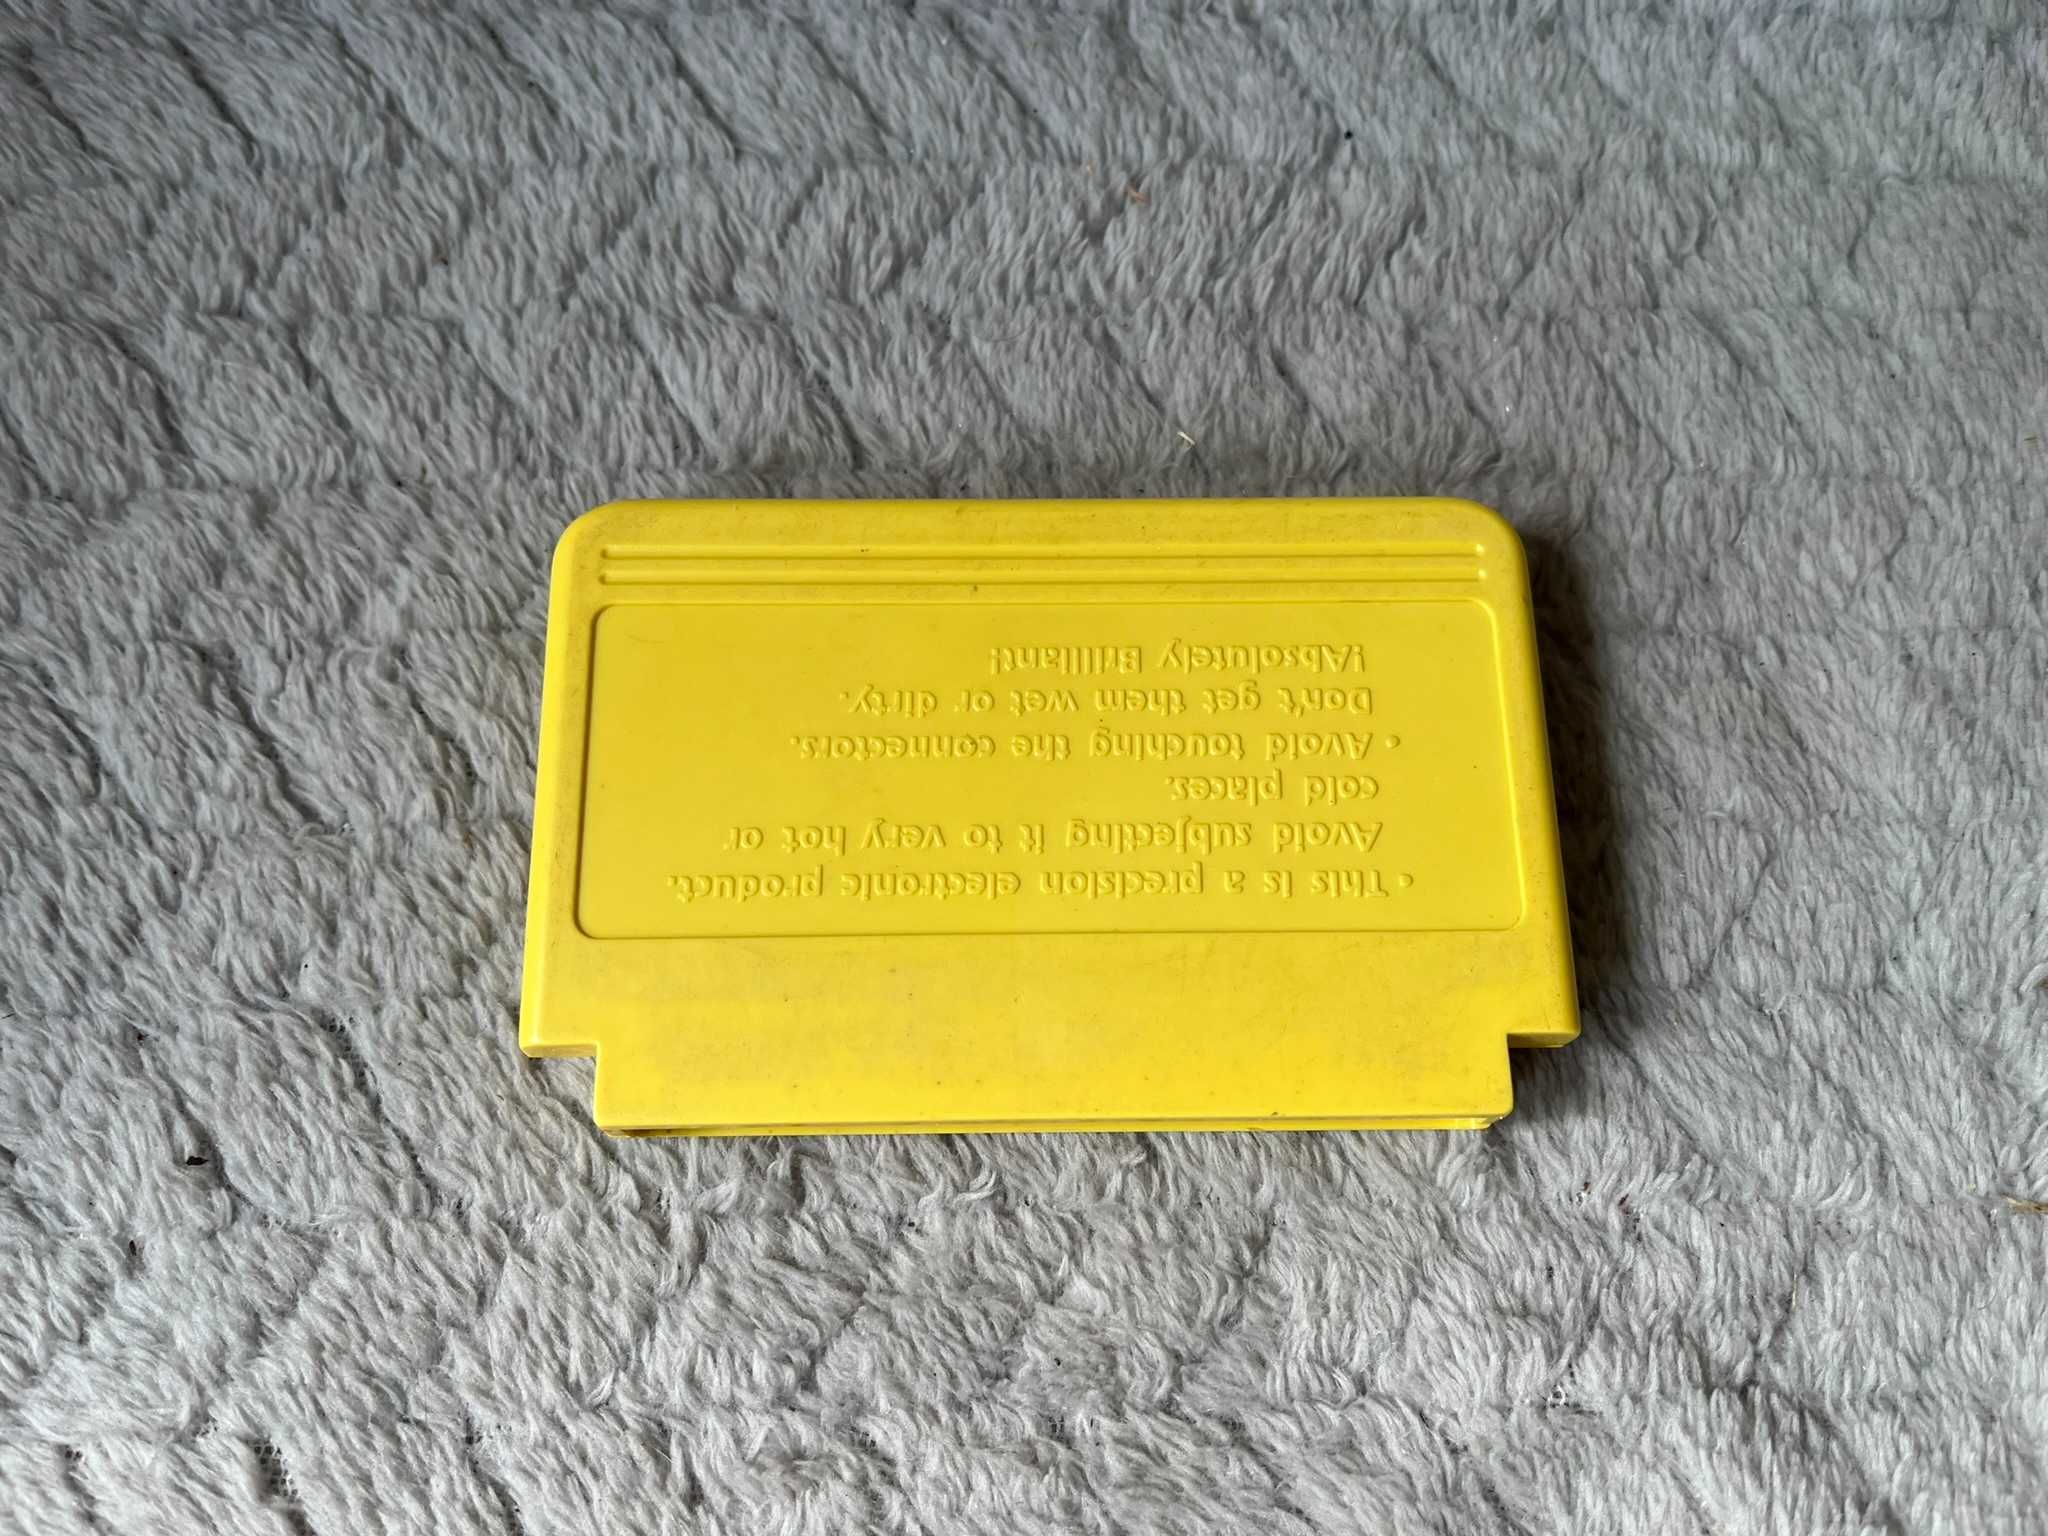 • This is a precision electronic product.
Avoid subjecting it to very hot or
cold places.
• Avoid touching the connectors.
Don't get them wet or dirty.
!Absolutely Brilliant!